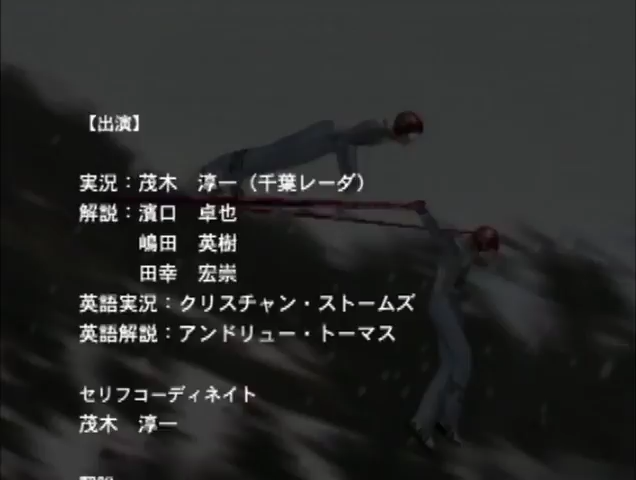 【出演】
実況：茂木　淳一（千葉レーダ）
解説：濱口　卓也
嶋田　英樹
田幸　宏崇
英語実況：クリスチャン・ストームズ
英語解説：アンドリュー・トーマス
セリフコーディネイト
茂木　淳一